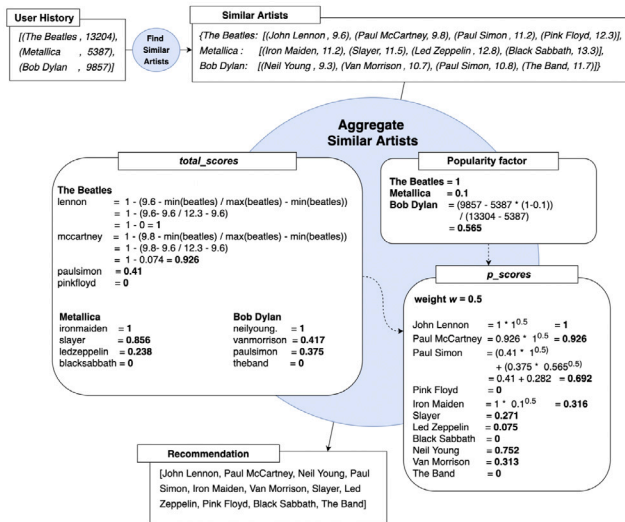 User History
[(The Beatles , 13204),
(Metallica , 5387),
(Bob Dylan , 9857)]
Find
Similar
Artists
Similar Artists
{The Beatles: [(John Lennon , 9.6), (Paul McCartney, 9.8), (Paul Simon , 11.2), (Pink Floyd, 12.3)],
Metallica : [(Iron Maiden, 11.2), (Slayer, 11.5), (Led Zeppelin , 12.8), (Black Sabbath, 13.3)],
Bob Dylan: [(Neil Young , 9.3), (Van Morrison , 10.7), (Paul Simon, 10.8), (The Band, 11.7)]}
Aggregate
Similar Artists
total_scores
The Beatles
lennon = 1 - (9.6 - min(beatles) / max(beatles) - min(beatles))
= 1 - (9.6- 9.6 / 12.3 - 9.6)
= 1 - 0 = 1
mccartney = 1 - (9.8 - min(beatles) / max(beatles) - min(beatles))
= 1 - (9.8- 9.6 / 12.3 - 9.6)
= 1 - 0.074 = 0.926
paulsimon = 0.41
pinkfloyd = 0
Metallica
ironmaiden = 1
slayer = 0.856
ledzeppelin = 0.238
blacksabbath = 0
Bob Dylan
neilyoung. = 1
vanmorrison = 0.417
paulsimon = 0.375
theband = 0
Popularity factor
The Beatles = 1
Metallica = 0.1
Bob Dylan = (9857 - 5387 * (1-0.1))
/ (13304 - 5387)
= 0.565
p_scores
weight w = 0.5
John Lennon = 1 * 1^0.5 = 1
Paul McCartney = 0.926 * 1^0.5 = 0.926
Paul Simon = (0.41 * 1^0.5)
+ (0.375 * 0.565^0.5)
= 0.41 + 0.282 = 0.692
Pink Floyd = 0
Iron Maiden = 1 * 0.1^0.5 = 0.316
Slayer = 0.271
Led Zeppelin = 0.075
Black Sabbath = 0
Neil Young = 0.752
Van Morrison = 0.313
The Band = 0
Recommendation
[John Lennon, Paul McCartney, Neil Young, Paul
Simon, Iron Maiden, Van Morrison, Slayer, Led
Zeppelin, Pink Floyd, Black Sabbath, The Band]